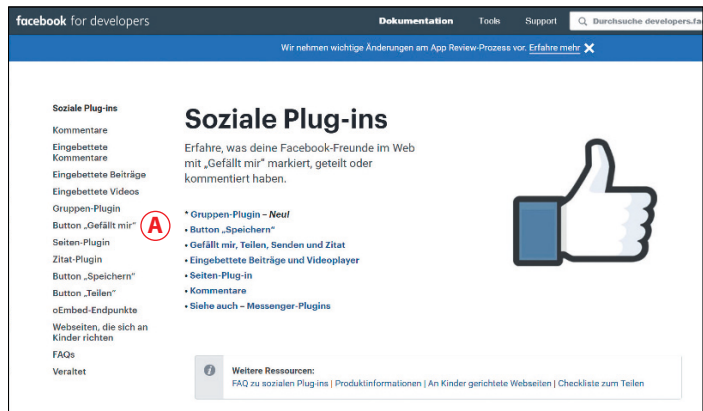 facebook for developers
Dokumentation Tools Support Durchsuche developers.fa
Wir nehmen wichtige Änderungen am App Review-Prozess vor. Erfahre mehr
Soziale Plug-ins
Kommentare
Eingebettete
Kommentare
Eingebettete Beiträge
Eingebettete Videos
Gruppen-Plugin
Button „Gefällt mir“
A
Seiten-Plugin
Zitat-Plugin
Button „Speichern“
Button „Teilen“
oEmbed-Endpunkte
Webseiten, die sich an
Kinder richten
FAQs
Veraltet
Soziale Plug-ins
Erfahre, was deine Facebook-Freunde im Web
mit „Gefällt mir“ markiert, geteilt oder
kommentiert haben.
* Gruppen-Plugin – Neu!
• Button „Speichern“
• Gefällt mir, Teilen, Senden und Zitat
• Eingebettete Beiträge und Videoplayer
• Seiten-Plug-in
• Kommentare
• Siehe auch – Messenger-Plugins
Weitere Ressourcen:
FAQ zu sozialen Plug-ins | Produktinformationen | An Kinder gerichtete Webseiten | Checkliste zum Teilen